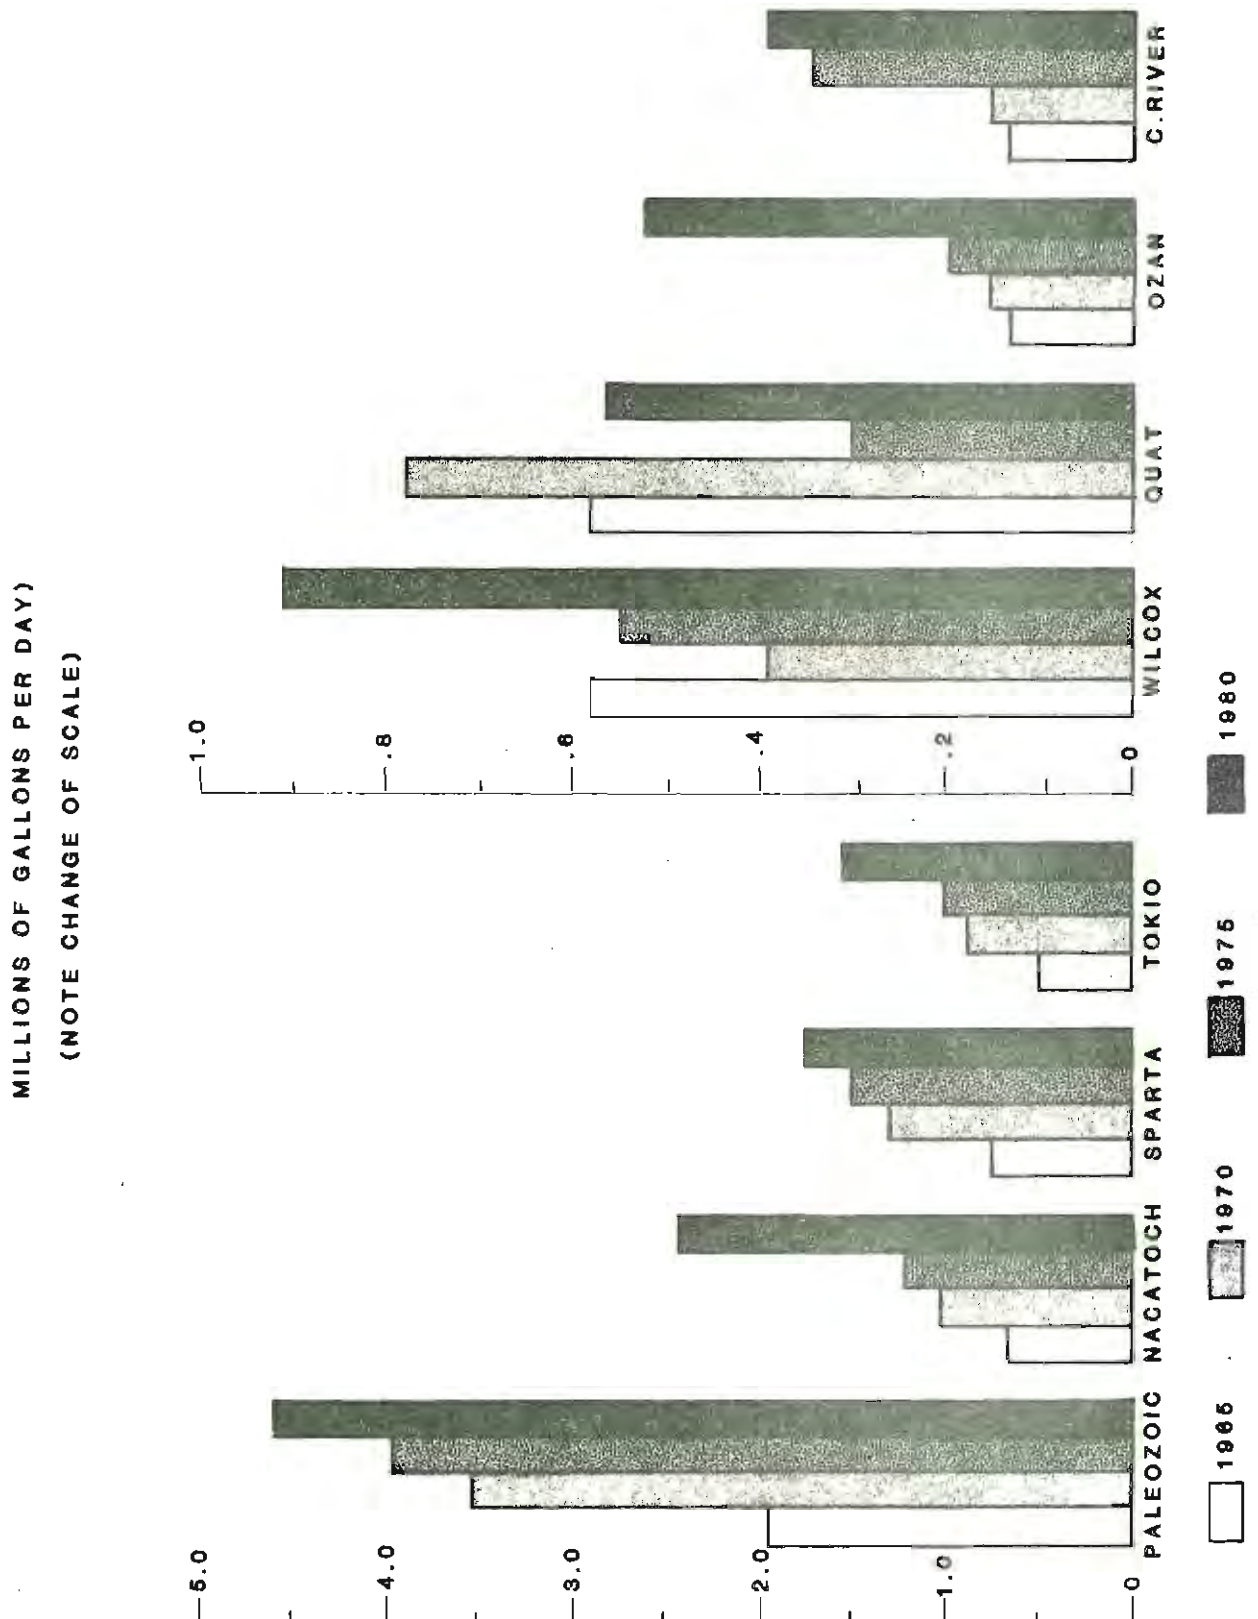 MILLIONS OF GALLONS PER DAY)
(NOTE CHANGE OF SCALE)
5.0
4.0
3.0
2.0
1.0
0
PALEOZOIC
NACATOCH
SPARTA
TOKIO
1.0
.8
.6
.4
.2
0
WILCOX
QUAT
OZAN
C.RIVER
1965
1970
1975
1980